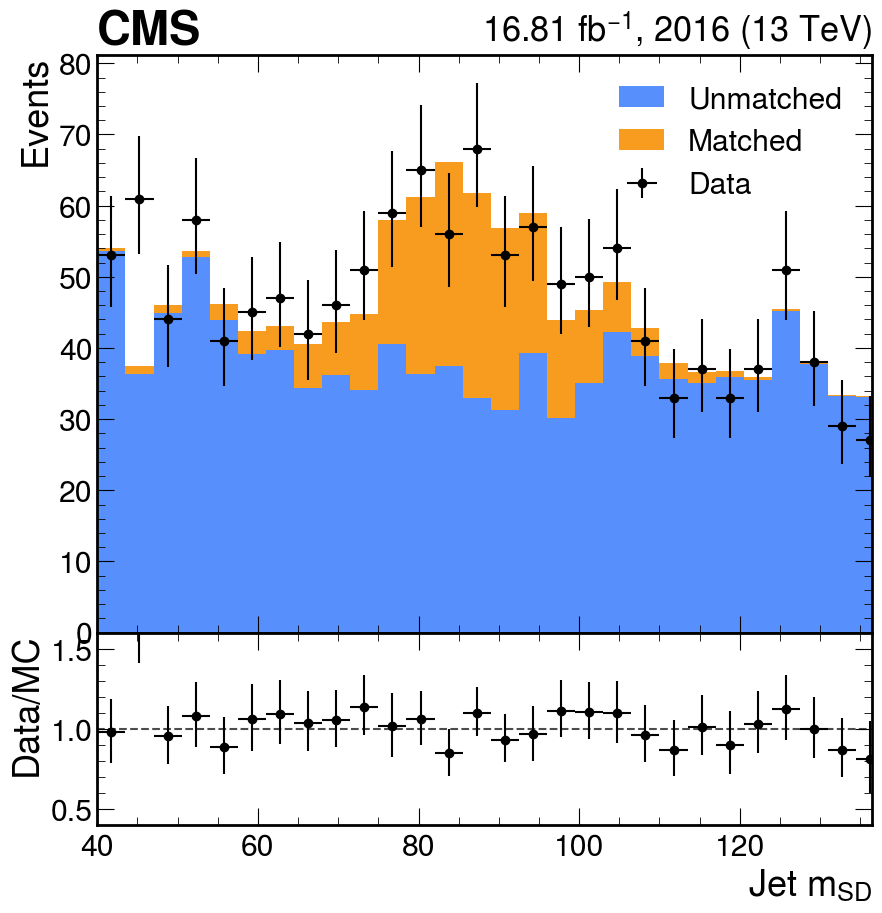 CMS 16.81 fb⁻¹, 2016 (13 TeV)
Events
80
70
60
50
40
30
20
10
0
Unmatched
Matched
Data
Data/MC
1.5
1.0
0.5
40 60 80 100 120
Jet m_SD